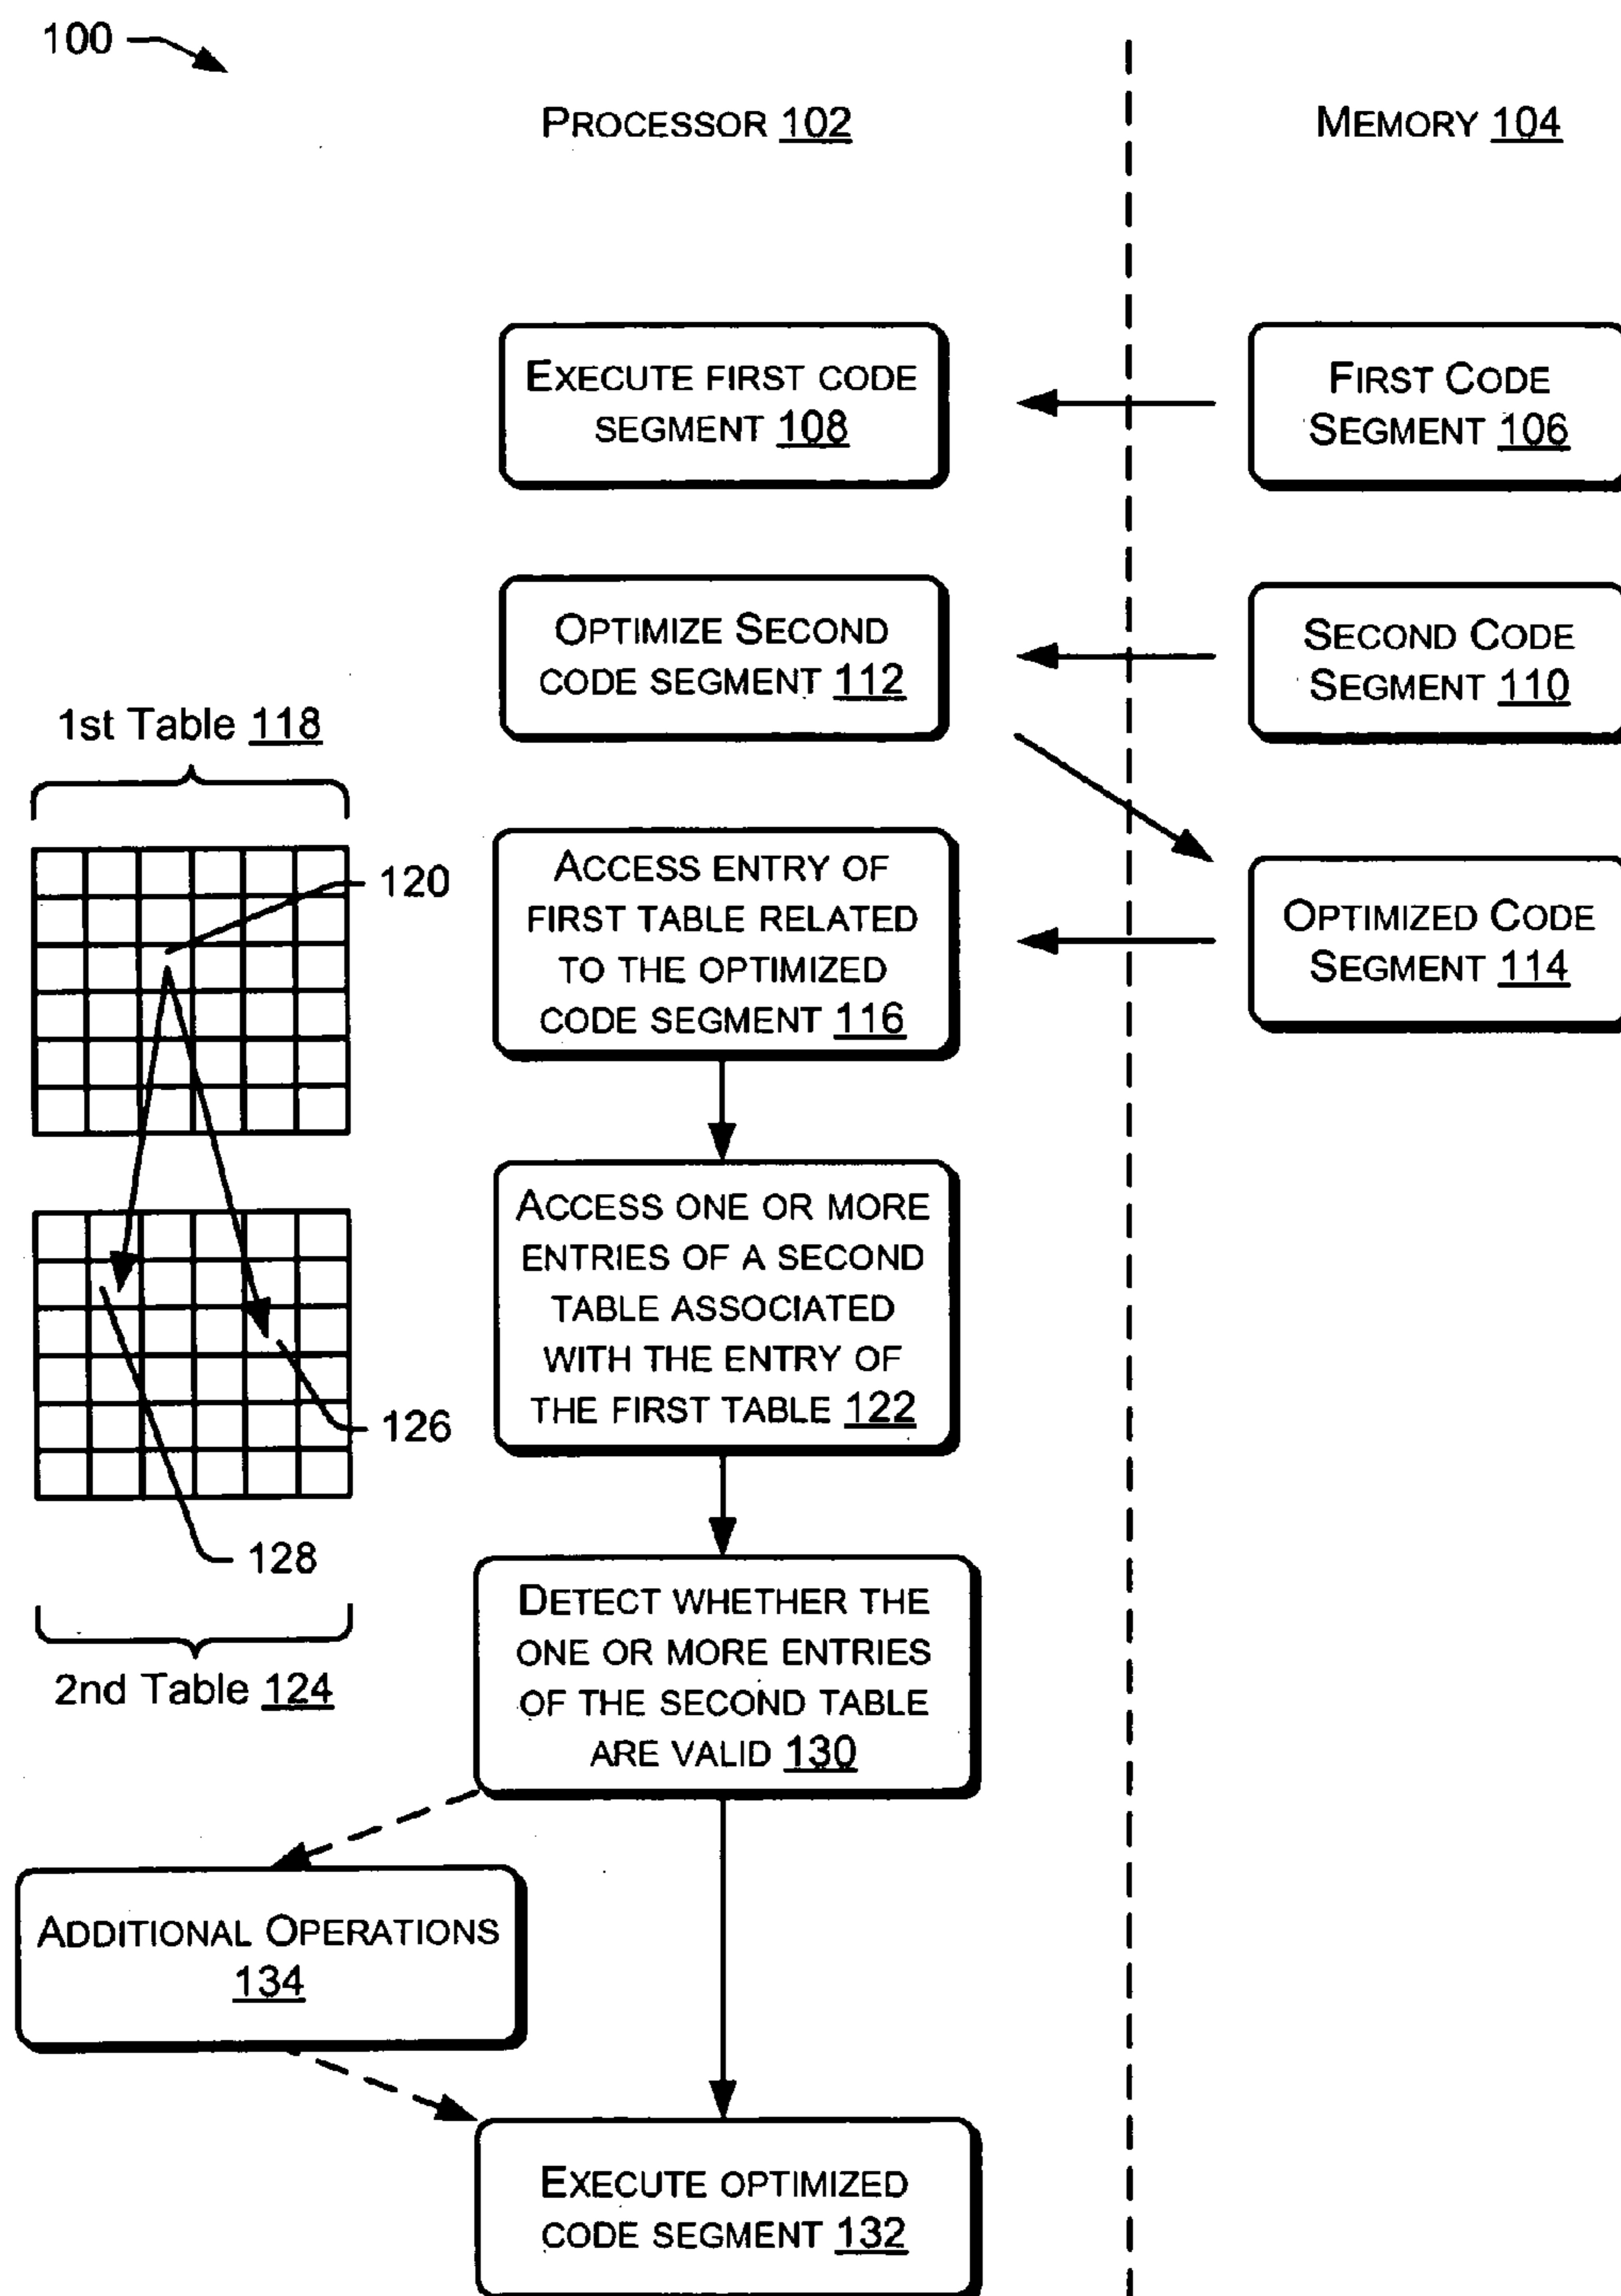 100
PROCESSOR 102
MEMORY 104
EXECUTE FIRST CODE
SEGMENT 108
FIRST CODE
SEGMENT 106
OPTIMIZE SECOND
CODE SEGMENT 112
SECOND CODE
SEGMENT 110
1st Table 118
120
ACCESS ENTRY OF
FIRST TABLE RELATED
TO THE OPTIMIZED
CODE SEGMENT 116
OPTIMIZED CODE
SEGMENT 114
ACCESS ONE OR MORE
ENTRIES OF A SECOND
TABLE ASSOCIATED
WITH THE ENTRY OF
THE FIRST TABLE 122
126
128
2nd Table 124
DETECT WHETHER THE
ONE OR MORE ENTRIES
OF THE SECOND TABLE
ARE VALID 130
ADDITIONAL OPERATIONS
134
EXECUTE OPTIMIZED
CODE SEGMENT 132